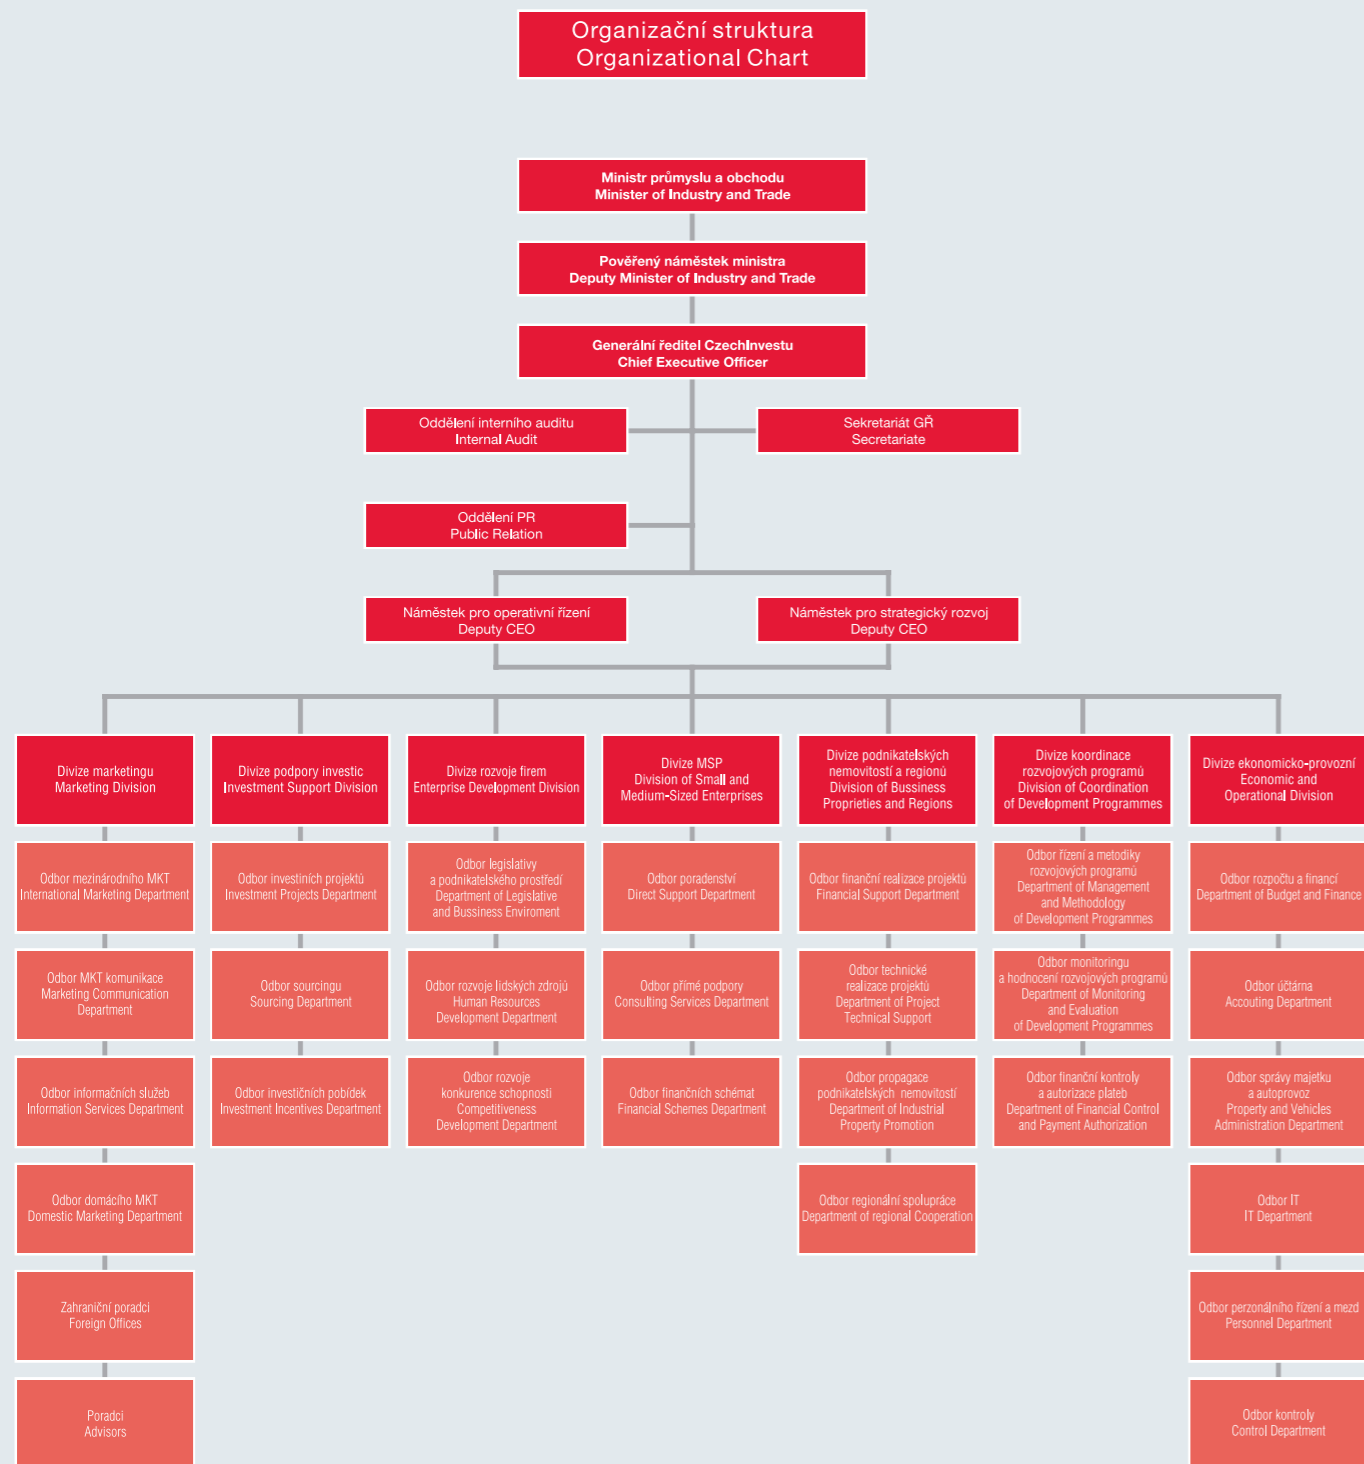 Organizační struktura
Organizational Chart
Ministr průmyslu a obchodu
Minister of Industry and Trade
Pověřený náměstek ministra
Deputy Minister of Industry and Trade
Generální ředitel CzechInvestu
Chief Executive Officer
Oddělení interního auditu
Internal Audit
Sekretariát GŘ
Secretariate
Oddělení PR
Public Relation
Náměstek pro operativní řízení
Deputy CEO
Náměstek pro strategický rozvoj
Deputy CEO
Divize marketingu
Marketing Division
Divize podpory investic
Investment Support Division
Divize rozvoje firem
Enterprise Development Division
Divize MSP
Division of Small and
Medium-Sized Enterprises
Divize podnikatelských
nemovitostí a regionů
Division of Bussiness
Proprieties and Regions
Divize koordinace
rozvojových programů
Division of Coordination
of Development Programmes
Divize ekonomicko-provozní
Economic and
Operational Division
Odbor mezinárodního MKT
International Marketing Department
Odbor investiních projektů
Investment Projects Department
Odbor legislativy
a podnikatelského prostředí
Department of Legislative
and Bussiness Enviroment
Odbor poradenství
Direct Support Department
Odbor finanční realizace projektů
Financial Support Department
Odbor řízení a metodiky
rozvojových programů
Department of Management
and Methodology
of Development Programmes
Odbor rozpočtu a financí
Department of Budget and Finance
Odbor MKT komunikace
Marketing Communication
Department
Odbor sourcingu
Sourcing Department
Odbor rozvoje lidských zdrojů
Human Resources
Development Department
Odbor přímé podpory
Consulting Services Department
Odbor technické
realizace projektů
Department of Project
Technical Support
Odbor monitoringu
a hodnocení rozvojových programů
Department of Monitoring
and Evaluation
of Development Programmes
Odbor účtárna
Accouting Department
Odbor informačních služeb
Information Services Department
Odbor investičních pobídek
Investment Incentives Department
Odbor rozvoje
konkurence schopnosti
Competitiveness
Development Department
Odbor finančních schémat
Financial Schemes Department
Odbor propagace
podnikatelských nemovitostí
Department of Industrial
Property Promotion
Odbor finanční kontroly
a autorizace plateb
Department of Financial Control
and Payment Authorization
Odbor správy majetku
a autoprovoz
Property and Vehicles
Administration Department
Odbor domácího MKT
Domestic Marketing Department
Odbor regionální spolupráce
Department of regional Cooperation
Odbor IT
IT Department
Zahraniční poradci
Foreign Offices
Odbor perzonálního řízení a mezd
Personnel Department
Poradci
Advisors
Odbor kontroly
Control Department